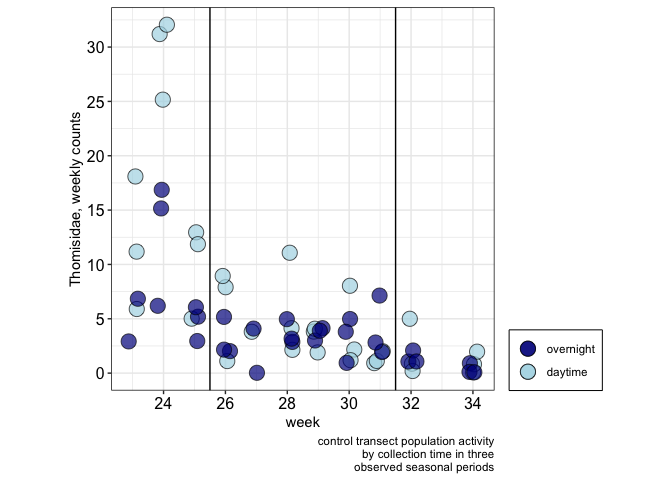 30
25
20
15
10
5
0
Thomisidae, weekly counts
24 26 28 30 32 34
week
overnight
daytime
control transect population activity
by collection time in three
observed seasonal periods